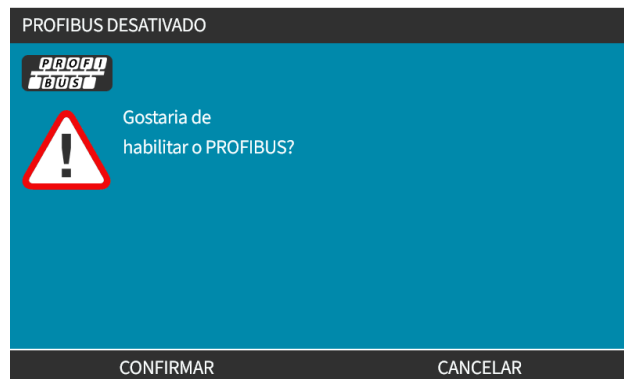 PROFIBUS DESATIVADO
PROFI
BUS
Gostaria de
habilitar o PROFIBUS?
CONFIRMAR CANCELAR